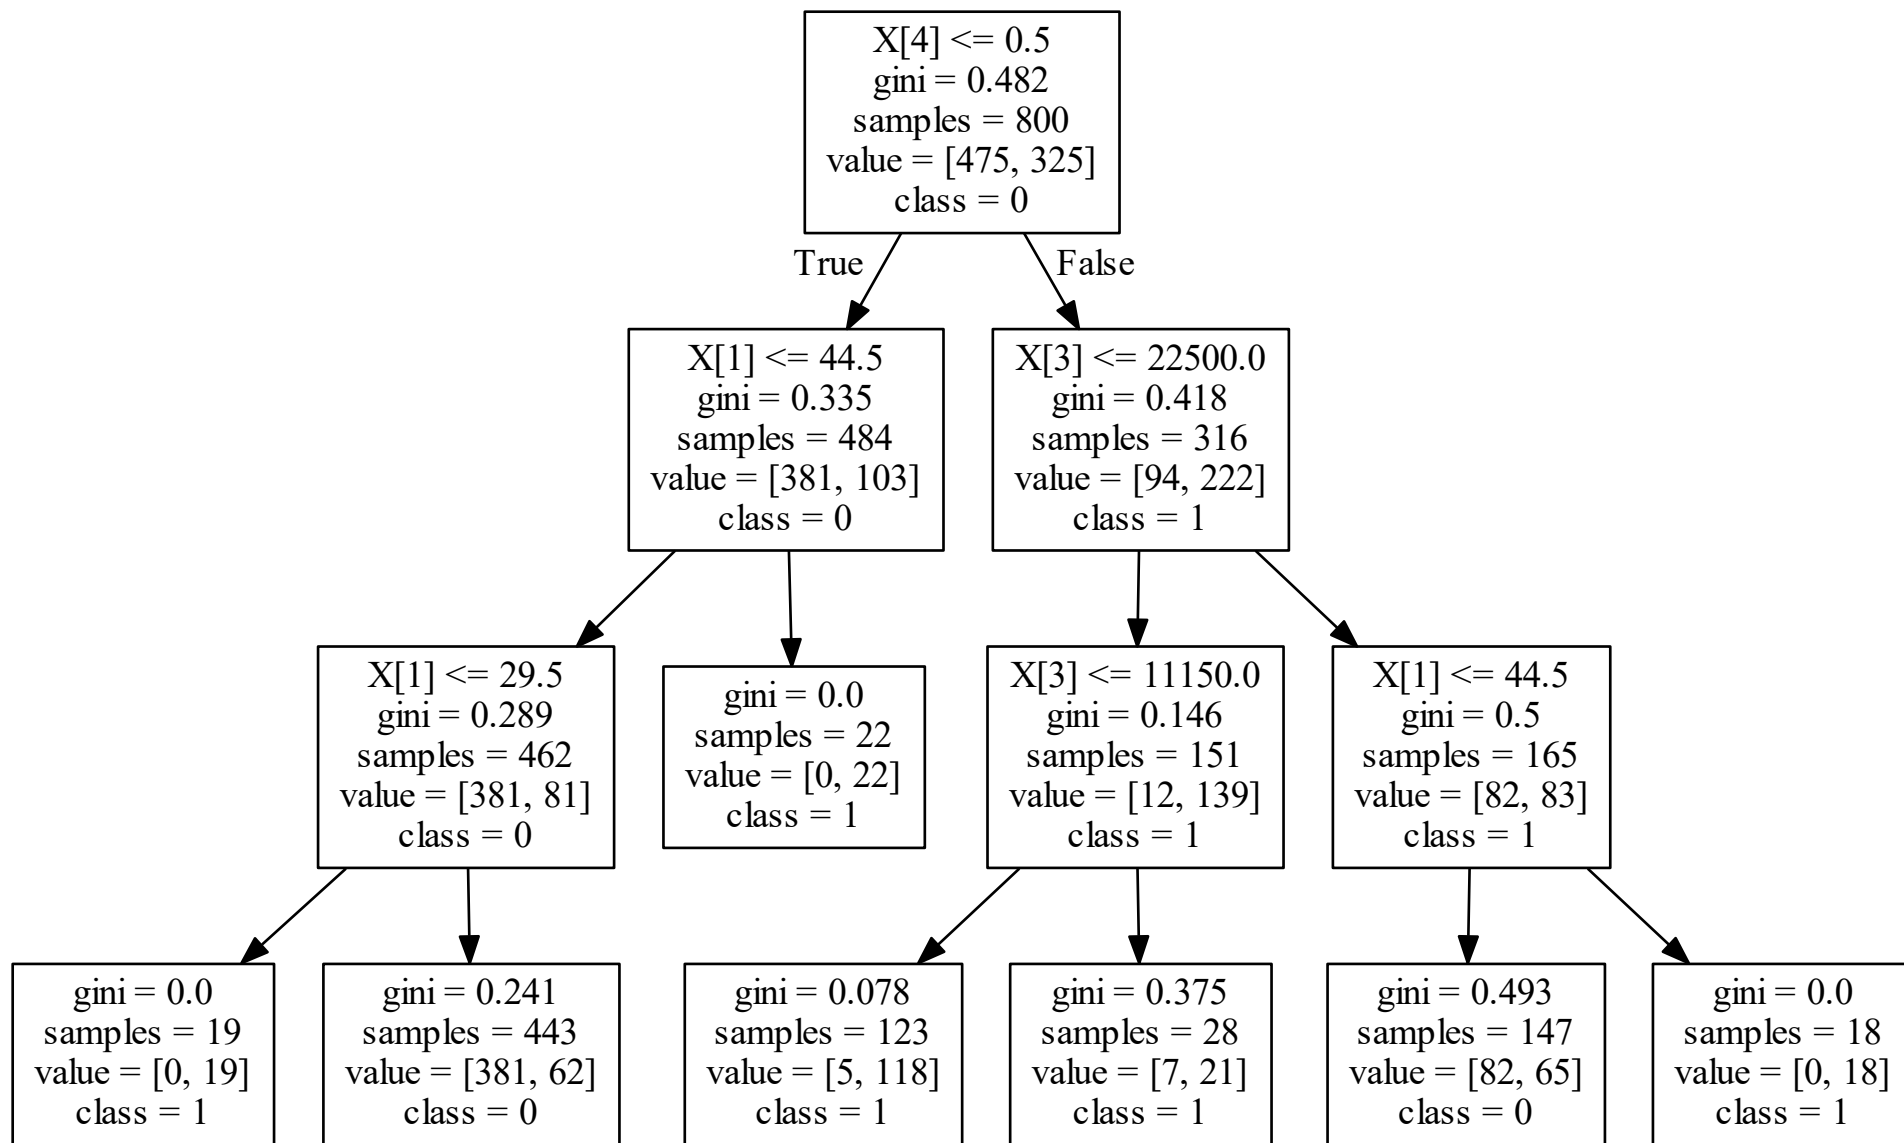 X[4] <= 0.5
gini = 0.482
samples = 800
value = [475, 325]
class = 0
True
False
X[1] <= 44.5
gini = 0.335
samples = 484
value = [381, 103]
class = 0
X[3] <= 22500.0
gini = 0.418
samples = 316
value = [94, 222]
class = 1
X[1] <= 29.5
gini = 0.289
samples = 462
value = [381, 81]
class = 0
gini = 0.0
samples = 22
value = [0, 22]
class = 1
X[3] <= 11150.0
gini = 0.146
samples = 151
value = [12, 139]
class = 1
X[1] <= 44.5
gini = 0.5
samples = 165
value = [82, 83]
class = 1
gini = 0.0
samples = 19
value = [0, 19]
class = 1
gini = 0.241
samples = 443
value = [381, 62]
class = 0
gini = 0.078
samples = 123
value = [5, 118]
class = 1
gini = 0.375
samples = 28
value = [7, 21]
class = 1
gini = 0.493
samples = 147
value = [82, 65]
class = 0
gini = 0.0
samples = 18
value = [0, 18]
class = 1